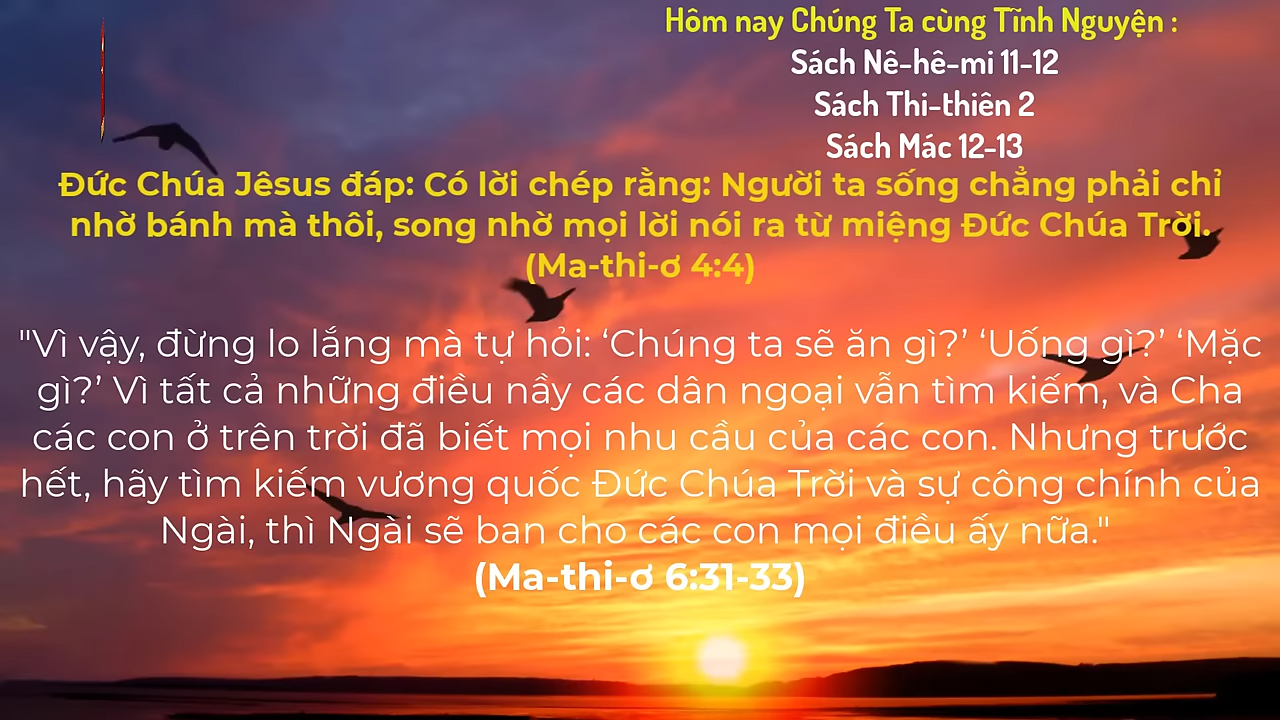 Hôm nay Chúng Ta cùng Tĩnh Nguyện :
Sách Nê-hê-mi 11-12
Sách Thi-thiên 2
Sách Mác 12-13
Đức Chúa Jêsus đáp: Có lời chép rằng: Người ta sống chẳng phải chỉ
nhờ bánh mà thôi, song nhờ mọi lời nói ra từ miệng Đức Chúa Trời.
(Ma-thi-ơ 4:4)
"Vì vậy, đừng lo lắng mà tự hỏi: ‘Chúng ta sẽ ăn gì?’ ‘Uống gì?’ ‘Mặc
gì?’ Vì tất cả những điều nầy các dân ngoại vẫn tìm kiếm, và Cha
các con ở trên trời đã biết mọi nhu cầu của các con. Nhưng trước
hết, hãy tìm kiếm vương quốc Đức Chúa Trời và sự công chính của
Ngài, thì Ngài sẽ ban cho các con mọi điều ấy nữa."
(Ma-thi-ơ 6:31-33)